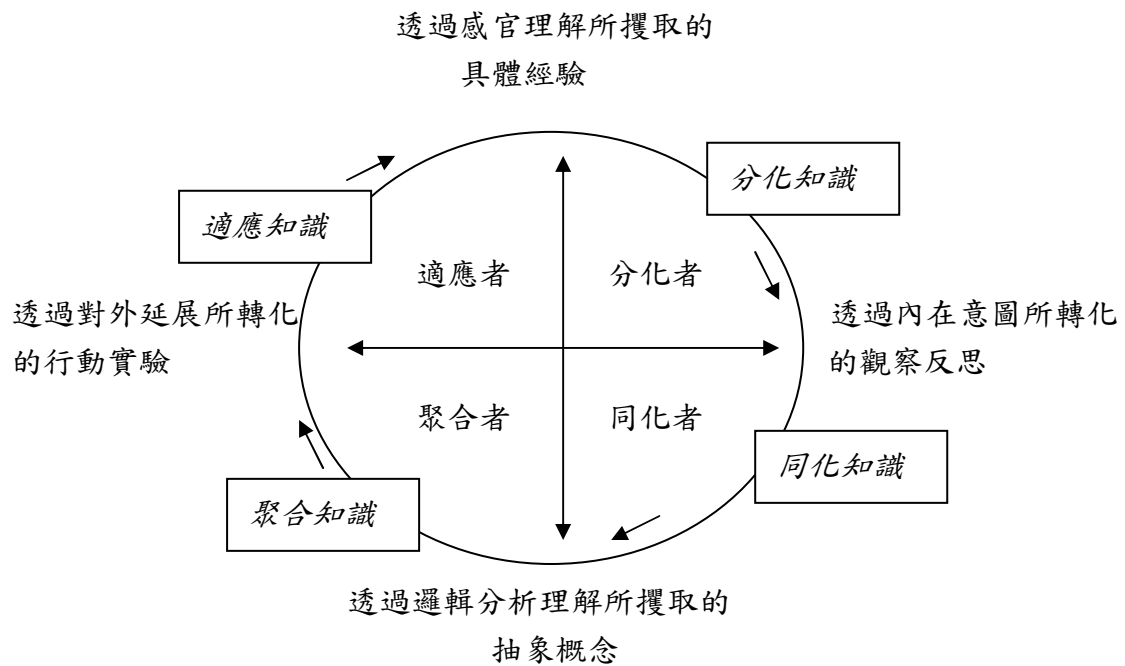 透過感官理解所攫取的
具體經驗
分化知識
適應知識
適應者
分化者
透過對外延展所轉化
的行動實驗
透過內在意圖所轉化
的觀察反思
聚合者
同化者
同化知識
聚合知識
透過邏輯分析理解所攫取的
抽象概念